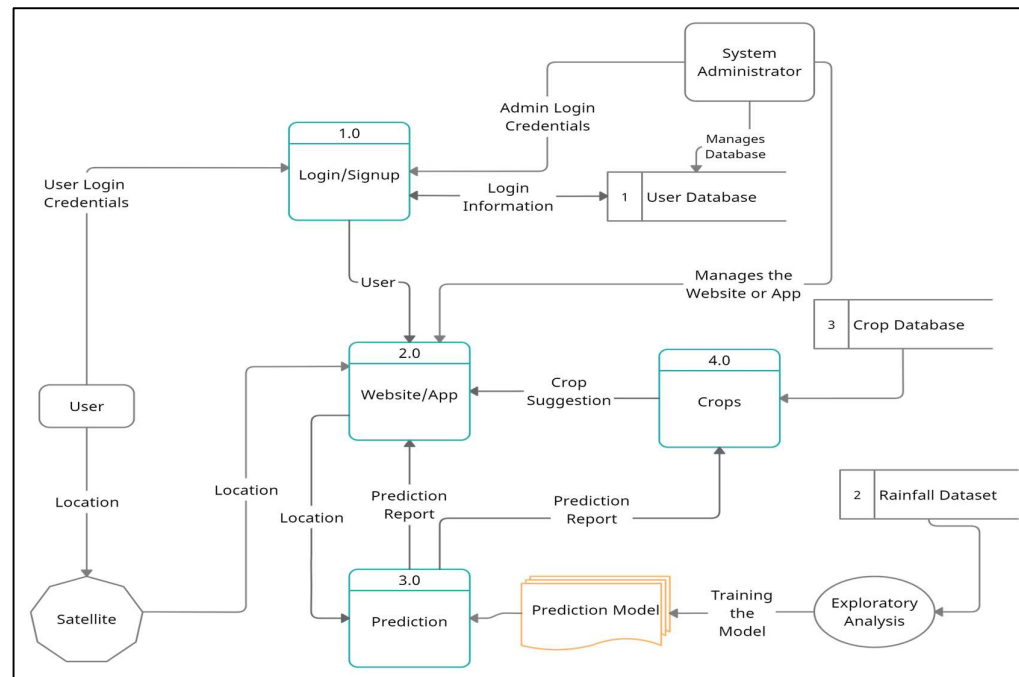 System
Administrator
Admin Login
Credentials
1.0
Login/Signup
Manages
Database
User Login
Credentials
Login
Information
1
User Database
User
Manages the
Website or App
3
Crop Database
2.0
Website/App
4.0
Crops
Crop
Suggestion
User
Location
Location
Location
Prediction
Report
Prediction
Report
2
Rainfall Dataset
3.0
Prediction
Prediction Model
Training
the
Model
Exploratory
Analysis
Satellite